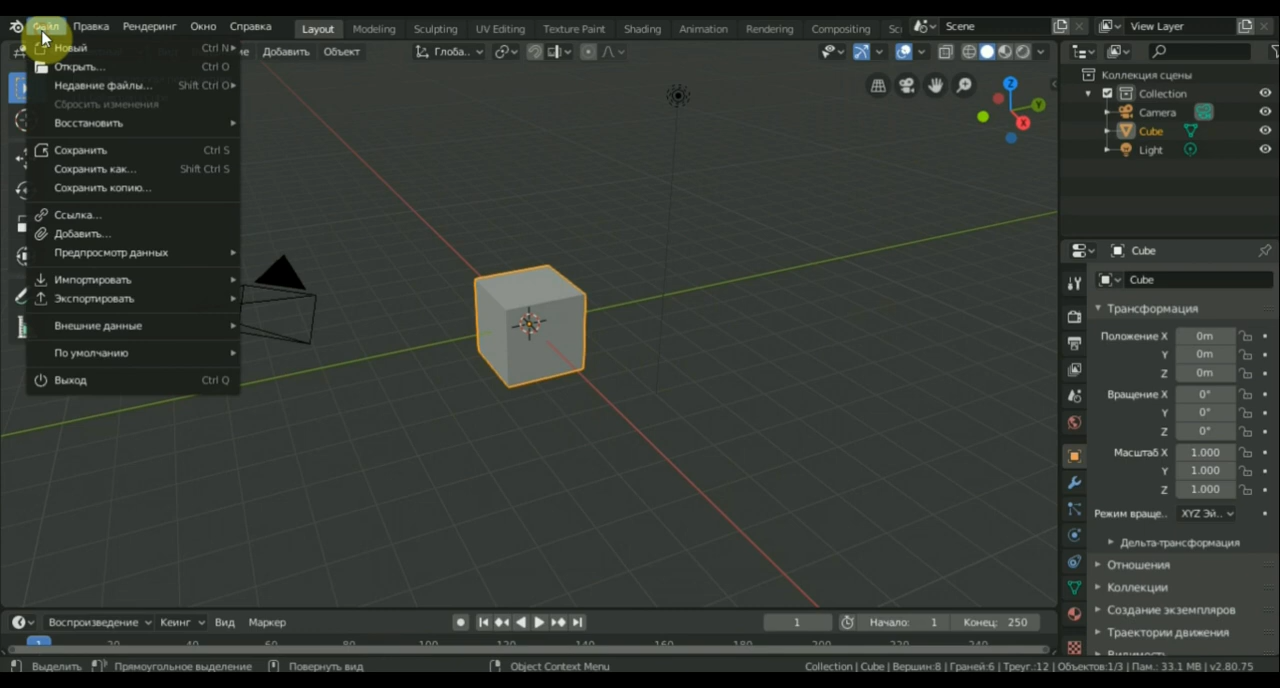 Файл Правка Рендеринг Окно Справка
Layout Modeling Sculpting UV Editing Texture Paint Shading Animation Rendering Compositing Sc
Scene
View Layer
Добавить Объект
Глоба..
Новый Ctrl N
Открыть... Ctrl O
Недавние файлы... Shift Ctrl O
Сбросить изменения
Восстановить
Сохранить Ctrl S
Сохранить как... Shift Ctrl S
Сохранить копию...
Ссылка...
Добавить...
Предпросмотр данных
Импортировать
Экспортировать
Внешние данные
По умолчанию
Выход Ctrl Q
Z
Y
X
Коллекция сцены
Collection
Camera
Cube
Light
Cube
Cube
Трансформация
Положение X 0m
Y 0m
Z 0m
Вращение X 0°
Y 0°
Z 0°
Масштаб X 1.000
Y 1.000
Z 1.000
Режим враще.. XYZ Эй..
Дельта-трансформация
Отношения
Коллекции
Создание экземпляров
Траектории движения
Видимость
Воспроизведение Кеинг Вид Маркер
1 Начало: 1 Конец: 250
1 20 40 60 80 100 120 140 160 180 200 220 240
Выделить Прямоугольное выделение Повернуть вид Object Context Menu
Collection | Cube | Вершин:8 | Граней:6 | Треуг.:12 | Объектов:1/3 | Пам.: 33.1 MB | v2.80.75